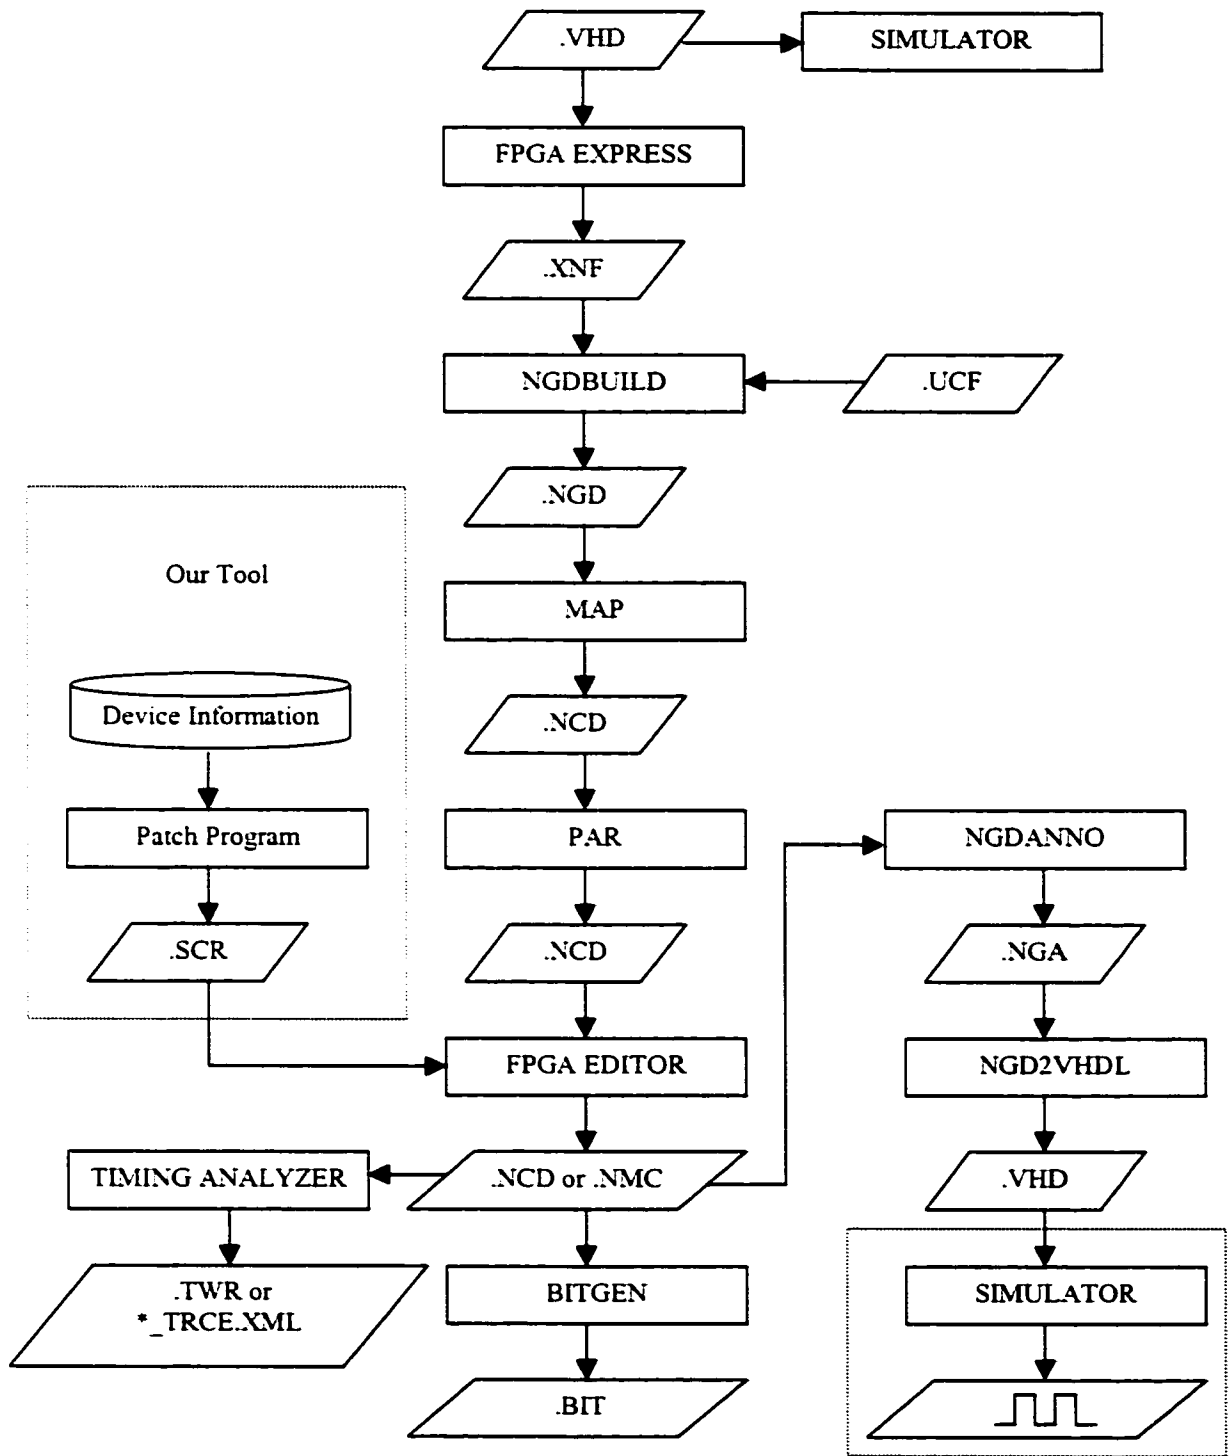 .VHD
SIMULATOR
FPGA EXPRESS
.XNF
NGDBUILD
.UCF
.NGD
Our Tool
MAP
Device Information
.NCD
Patch Program
PAR
NGDANNO
.SCR
.NCD
.NGA
FPGA EDITOR
NGD2VHDL
TIMING ANALYZER
.NCD or .NMC
.VHD
.TWR or
*_TRCE.XML
BITGEN
SIMULATOR
.BIT